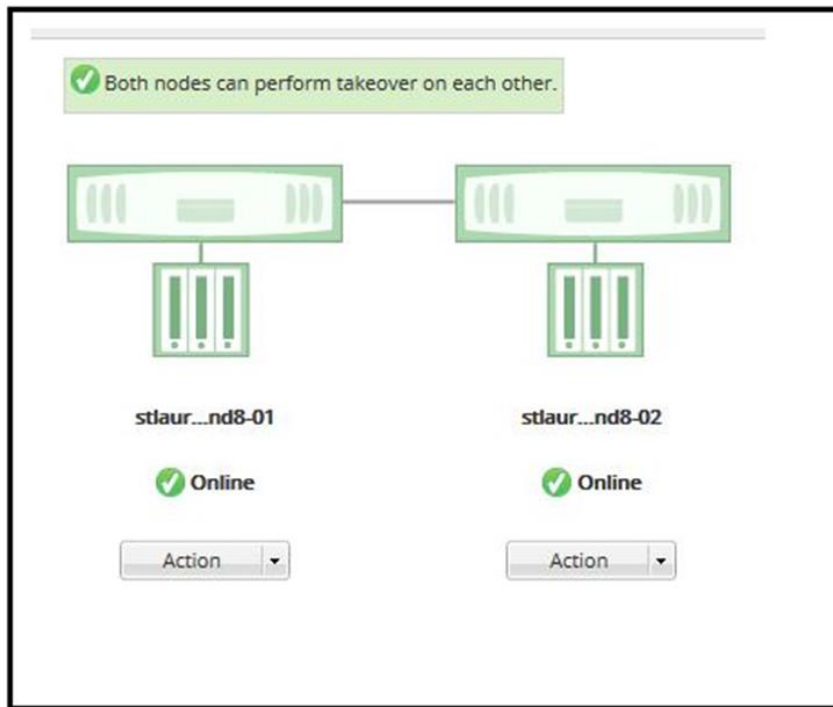 Both nodes can perform takeover on each other.
stlaur...nd8-01
stlaur...nd8-02
Online
Online
Action
Action